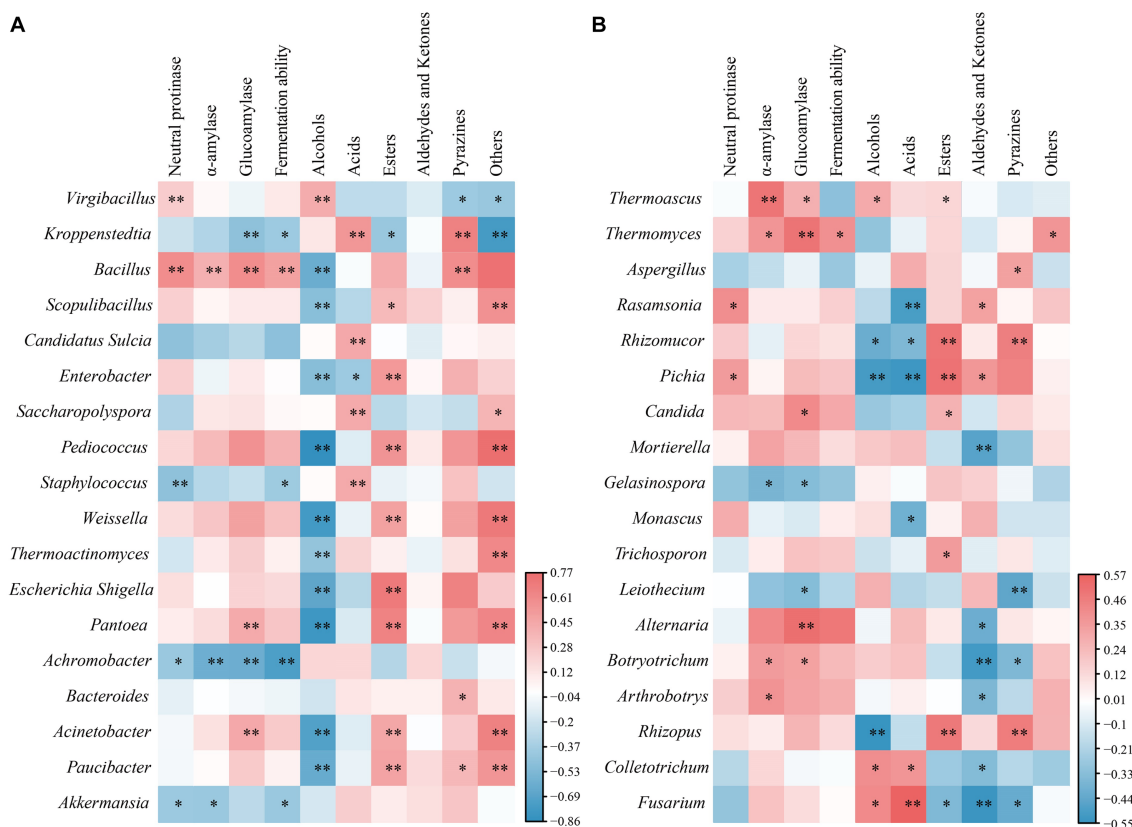 A
Neutral protinase
α-amylase
Glucoamylase
Fermentation ability
Alcohols
Acids
Esters
Aldehydes and Ketones
Pyrazines
Others
Virgibacillus ** ** * *
Kroppenstedtia ** * ** * ** **
Bacillus ** ** ** ** ** **
Scopulibacillus ** * **
Candidatus Sulcia **
Enterobacter ** * **
Saccharopolyspora ** *
Pediococcus ** ** **
Staphylococcus ** * **
Weissella ** ** **
Thermoactinomyces ** **
Escherichia Shigella ** **
Pantoea ** ** ** **
Achromobacter * ** ** **
Bacteroides *
Acinetobacter ** ** ** **
Paucibacter ** ** * **
Akkermansia * * *
0.77
0.61
0.45
0.28
0.12
−0.04
−0.2
−0.37
−0.53
−0.69
−0.86
B
Neutral protinase
α-amylase
Glucoamylase
Fermentation ability
Alcohols
Acids
Esters
Aldehydes and Ketones
Pyrazines
Others
Thermoascus ** * * *
Thermomyces * ** * *
Aspergillus *
Rasamsonia * ** *
Rhizomucor * * ** **
Pichia * ** ** ** *
Candida * *
Mortierella **
Gelasinospora * *
Monascus *
Trichosporon *
Leiothecium * **
Alternaria ** *
Botryotrichum * * ** *
Arthrobotrys * *
Rhizopus ** ** **
Colletotrichum * * *
Fusarium * ** * ** *
0.57
0.46
0.35
0.24
0.12
0.01
−0.1
−0.21
−0.33
−0.44
−0.55